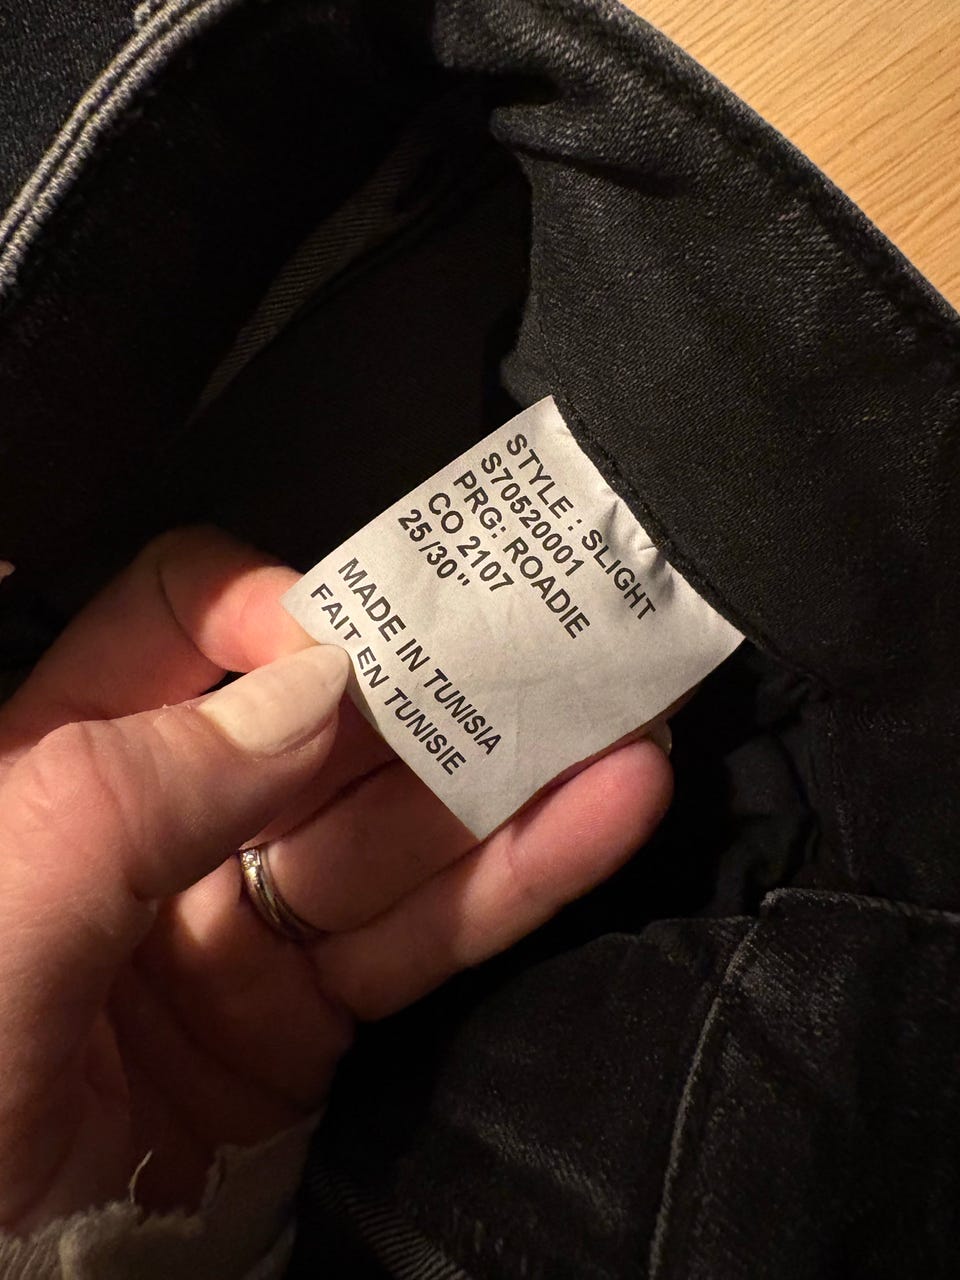 STYLE : SLIGHT
S70520001
PRG: ROADIE
CO 2107
25/30"
MADE IN TUNISIA
FAIT EN TUNISIE